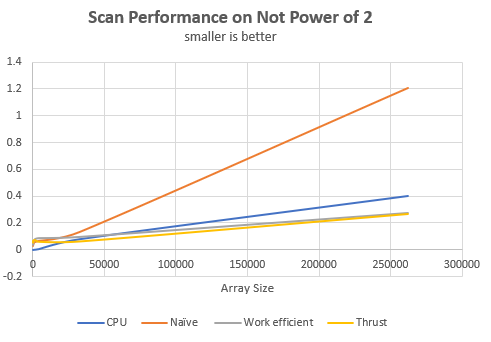 Scan Performance on Not Power of 2
smaller is better
1.4
1.2
1
0.8
0.6
0.4
0.2
0
-0.2
0 50000 100000 150000 200000 250000 300000
Array Size
CPU Naïve Work efficient Thrust